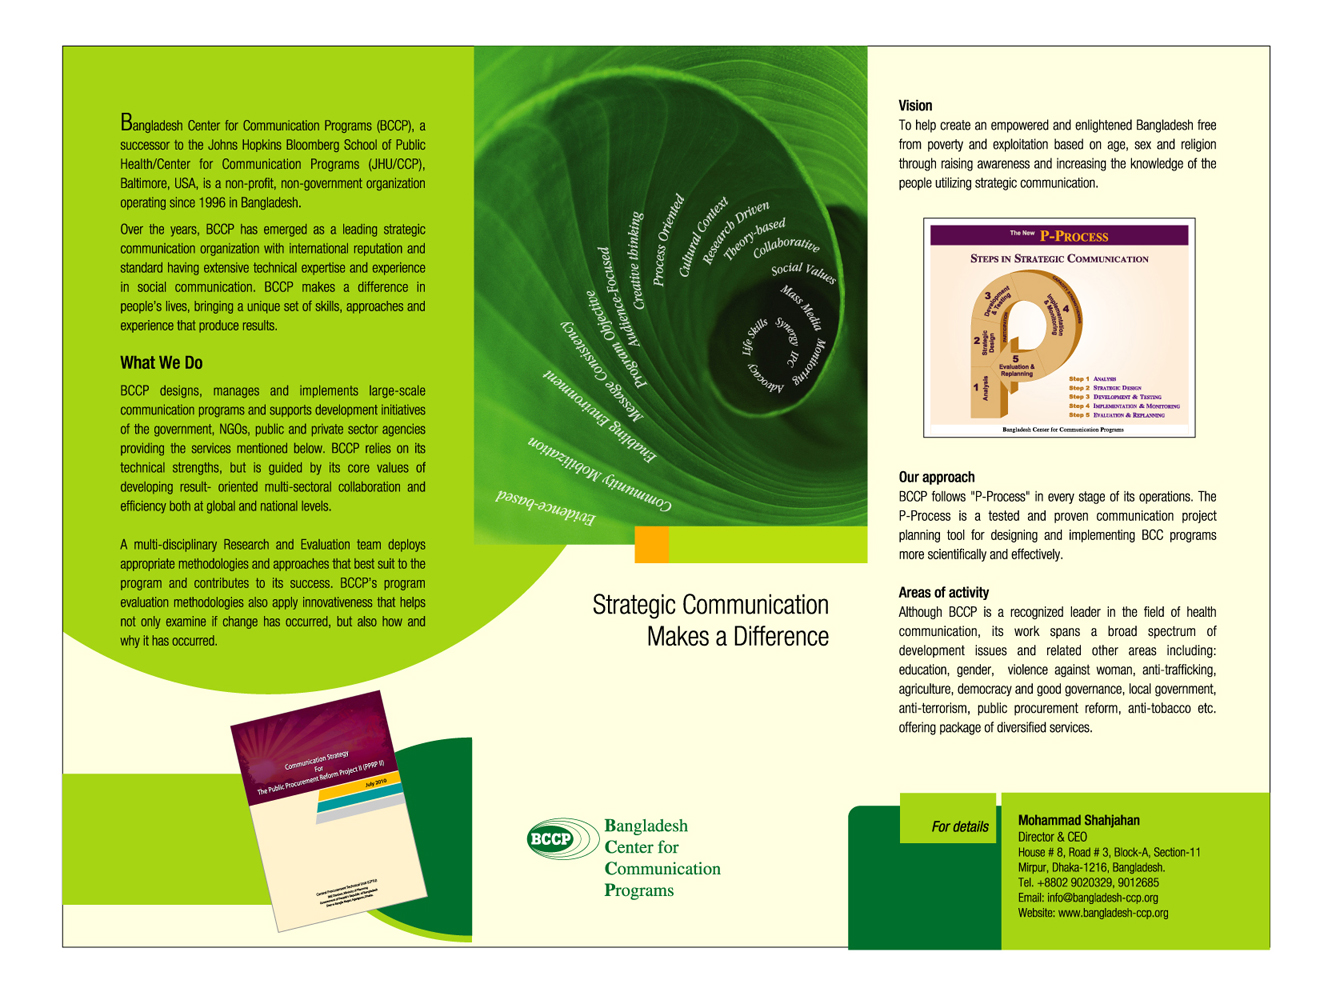 Bangladesh Center for Communication Programs (BCCP), a
successor to the Johns Hopkins Bloomberg School of Public
Health/Center for Communication Programs (JHU/CCP),
Baltimore, USA, is a non-profit, non-government organization
operating since 1996 in Bangladesh.
Over the years, BCCP has emerged as a leading strategic
communication organization with international reputation and
standard having extensive technical expertise and experience
in social communication. BCCP makes a difference in
people's lives, bringing a unique set of skills, approaches and
experience that produce results.
What We Do
BCCP designs, manages and implements large-scale
communication programs and supports development initiatives
of the government, NGOs, public and private sector agencies
providing the services mentioned below. BCCP relies on its
technical strengths, but is guided by its core values of
developing result- oriented multi-sectoral collaboration and
efficiency both at global and national levels.
A multi-disciplinary Research and Evaluation team deploys
appropriate methodologies and approaches that best suit to the
program and contributes to its success. BCCP's program
evaluation methodologies also apply innovativeness that helps
not only examine if change has occurred, but also how and
why it has occurred.
Communication Strategy
For
The Public Procurement Reform Project II (PPRP II)
July 2010
Evidence-based
Community Mobilization
Enabling Environment
Message Consistency
Program Objective
Audience-Focused
Creative thinking
Process Oriented
Cultural Context
Research Driven
Theory-based
Collaborative
Social Values
Mass Media
Monitoring
Advocacy
Life Skills
Synergy
IPC
Strategic Communication
Makes a Difference
BCCP
Bangladesh
Center for
Communication
Programs
Vision
To help create an empowered and enlightened Bangladesh free
from poverty and exploitation based on age, sex and religion
through raising awareness and increasing the knowledge of the
people utilizing strategic communication.
The New P-PROCESS
STEPS IN STRATEGIC COMMUNICATION
1 Analysis
2 Strategic Design
3 Development & Testing
4 Implementation & Monitoring
5
Evaluation &
Replanning
Step 1 ANALYSIS
Step 2 STRATEGIC DESIGN
Step 3 DEVELOPMENT & TESTING
Step 4 IMPLEMENTATION & MONITORING
Step 5 EVALUATION & REPLANNING
Bangladesh Center for Communication Programs
Our approach
BCCP follows "P-Process" in every stage of its operations. The
P-Process is a tested and proven communication project
planning tool for designing and implementing BCC programs
more scientifically and effectively.
Areas of activity
Although BCCP is a recognized leader in the field of health
communication, its work spans a broad spectrum of
development issues and related other areas including:
education, gender, violence against woman, anti-trafficking,
agriculture, democracy and good governance, local government,
anti-terrorism, public procurement reform, anti-tobacco etc.
offering package of diversified services.
For details
Mohammad Shahjahan
Director & CEO
House # 8, Road # 3, Block-A, Section-11
Mirpur, Dhaka-1216, Bangladesh.
Tel. +8802 9020329, 9012685
Email: info@bangladesh-ccp.org
Website: www.bangladesh-ccp.org